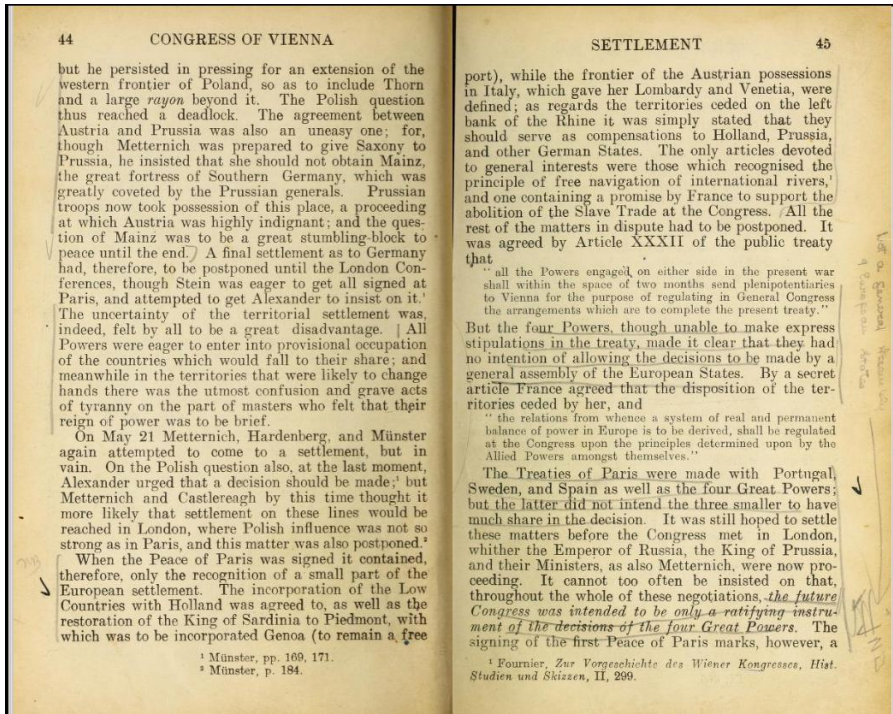 44 CONGRESS OF VIENNA
but he persisted in pressing for an extension of the
western frontier of Poland, so as to include Thorn
and a large rayon beyond it. The Polish question
thus reached a deadlock. The agreement between
Austria and Prussia was also an uneasy one; for,
though Metternich was prepared to give Saxony to
Prussia, he insisted that she should not obtain Mainz,
the great fortress of Southern Germany, which was
greatly coveted by the Prussian generals. Prussian
troops now took possession of this place, a proceeding
at which Austria was highly indignant; and the ques-
tion of Mainz was to be a great stumbling-block to
peace until the end. A final settlement as to Germany
had, therefore, to be postponed until the London Con-
ferences, though Stein was eager to get all signed at
Paris, and attempted to get Alexander to insist on it.¹
The uncertainty of the territorial settlement was,
indeed, felt by all to be a great disadvantage. All
Powers were eager to enter into provisional occupation
of the countries which would fall to their share; and
meanwhile in the territories that were likely to change
hands there was the utmost confusion and grave acts
of tyranny on the part of masters who felt that their
reign of power was to be brief.
On May 21 Metternich, Hardenberg, and Münster
again attempted to come to a settlement, but in
vain. On the Polish question also, at the last moment,
Alexander urged that a decision should be made;¹ but
Metternich and Castlereagh by this time thought it
more likely that settlement on these lines would be
reached in London, where Polish influence was not so
strong as in Paris, and this matter was also postponed.²
When the Peace of Paris was signed it contained,
therefore, only the recognition of a small part of the
European settlement. The incorporation of the Low
Countries with Holland was agreed to, as well as the
restoration of the King of Sardinia to Piedmont, with
which was to be incorporated Genoa (to remain a free
¹ Münster, pp. 169, 171.
² Münster, p. 184.
SETTLEMENT 45
port), while the frontier of the Austrian possessions
in Italy, which gave her Lombardy and Venetia, were
defined; as regards the territories ceded on the left
bank of the Rhine it was simply stated that they
should serve as compensations to Holland, Prussia,
and other German States. The only articles devoted
to general interests were those which recognised the
principle of free navigation of international rivers,¹
and one containing a promise by France to support the
abolition of the Slave Trade at the Congress. All the
rest of the matters in dispute had to be postponed. It
was agreed by Article XXXII of the public treaty
that
" all the Powers engaged on either side in the present war
shall within the space of two months send plenipotentiaries
to Vienna for the purpose of regulating in General Congress
the arrangements which are to complete the present treaty."
But the four Powers, though unable to make express
stipulations in the treaty, made it clear that they had
no intention of allowing the decisions to be made by a
general assembly of the European States. By a secret
article France agreed that the disposition of the ter-
ritories ceded by her, and
" the relations from whence a system of real and permanent
balance of power in Europe is to be derived, shall be regulated
at the Congress upon the principles determined upon by the
Allied Powers amongst themselves."
The Treaties of Paris were made with Portugal,
Sweden, and Spain as well as the four Great Powers;
but the latter did not intend the three smaller to have
much share in the decision. It was still hoped to settle
these matters before the Congress met in London,
whither the Emperor of Russia, the King of Prussia,
and their Ministers, as also Metternich, were now pro-
ceeding. It cannot too often be insisted on that,
throughout the whole of these negotiations, the future
Congress was intended to be only a ratifying instru-
ment of the decisions of the four Great Powers. The
signing of the first Peace of Paris marks, however, a
¹ Fournier, Zur Vorgeschichte des Wiener Kongresses, Hist.
Studien und Skizzen, II, 299.
Not a general